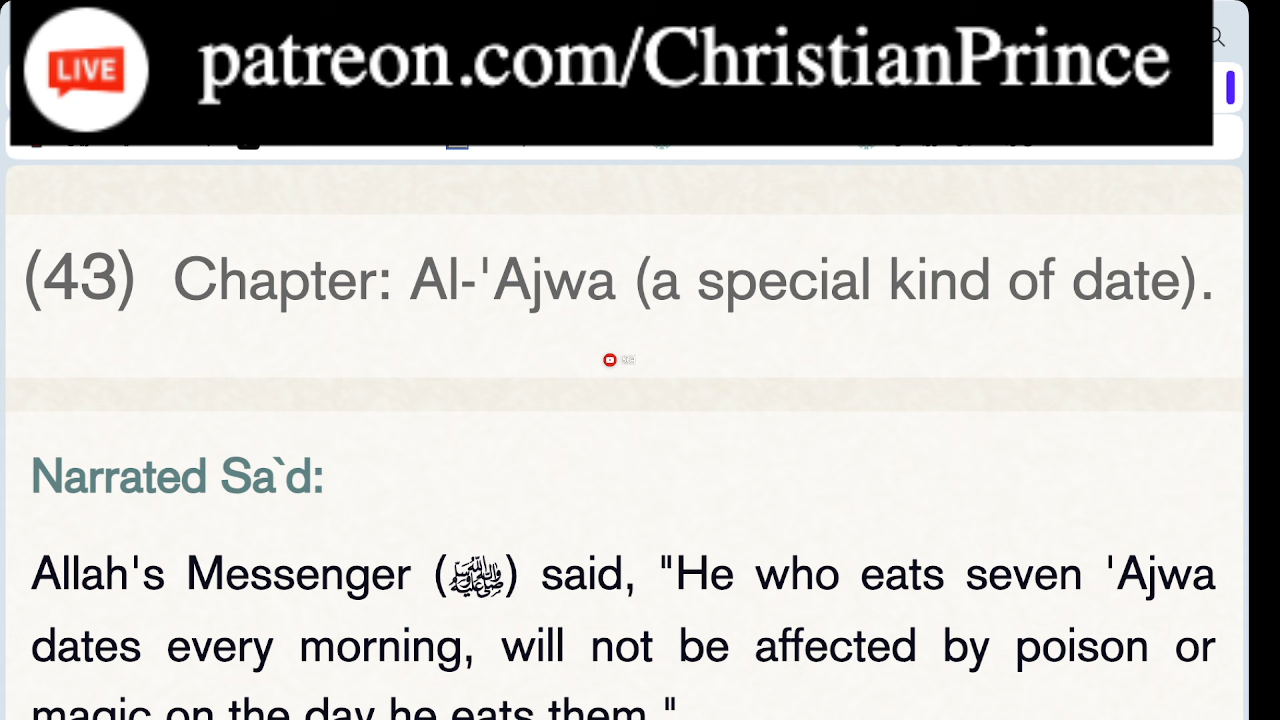 LIVE patreon.com/ChristianPrince
(43) Chapter: Al-'Ajwa (a special kind of date).
Narrated Sa`d:
Allah's Messenger (ﷺ) said, "He who eats seven 'Ajwa
dates every morning, will not be affected by poison or
magic on the day he eats them."